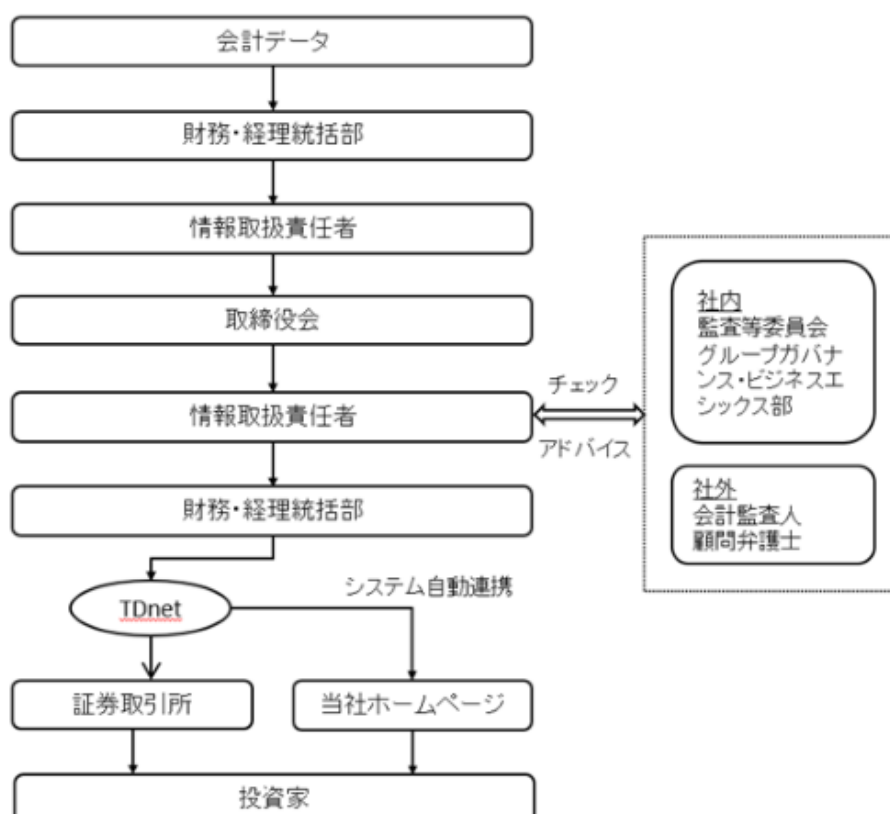 会計データ
財務・経理統括部
情報取扱責任者
取締役会
情報取扱責任者
財務・経理統括部
チェック
アドバイス
社内
監査等委員会
グループガバナ
ンス・ビジネスエ
シックス部
社外
会計監査人
顧問弁護士
TDnet
システム自動連携
証券取引所
当社ホームページ
投資家